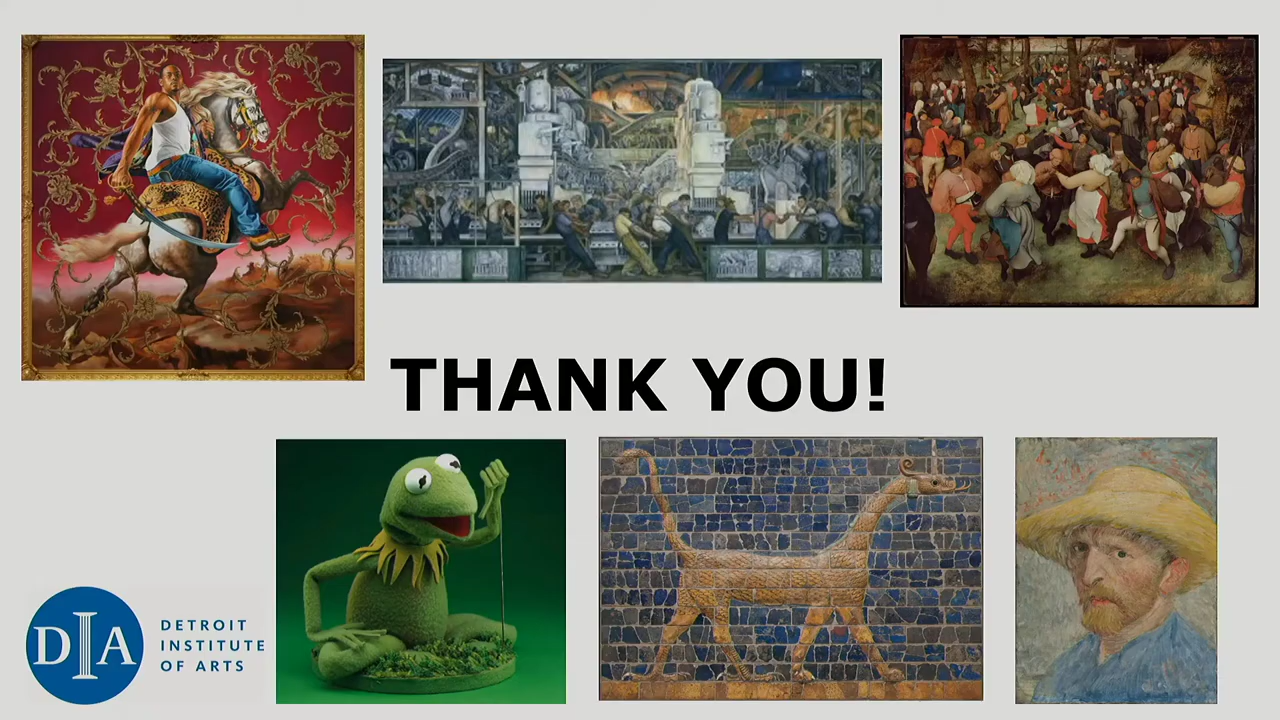 THANK YOU!
DIA
DETROIT
INSTITUTE
OF ARTS